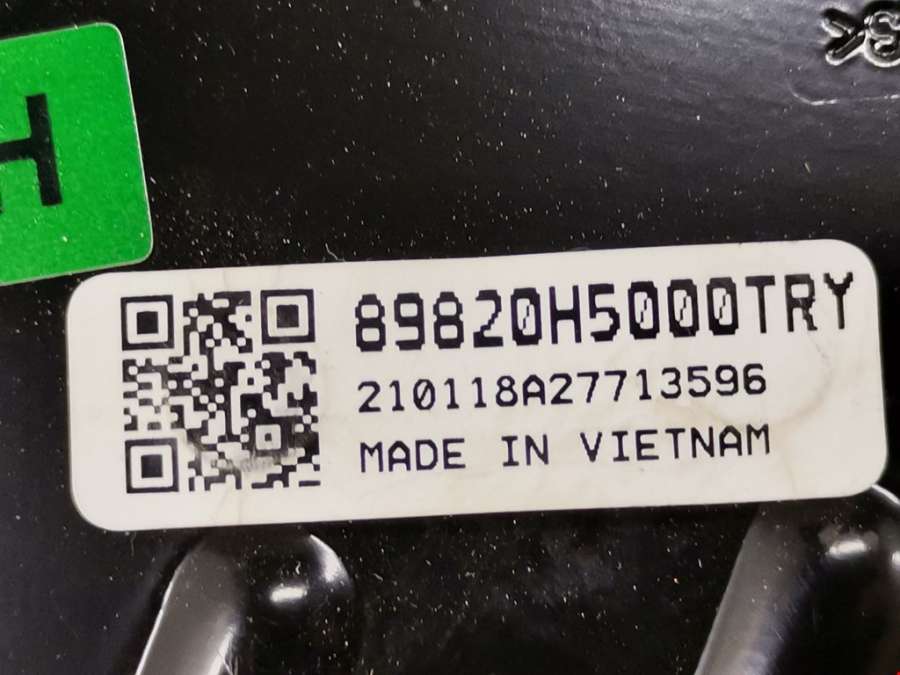 H
89820H5000TRY
210118A27713596
MADE IN VIETNAM